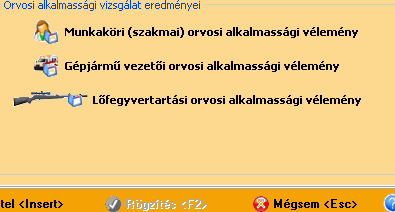 Orvosi alkalmassági vizsgálat eredményei
Munkaköri (szakmai) orvosi alkalmassági vélemény
Gépjármű vezetői orvosi alkalmassági vélemény
Lőfegyvertartási orvosi alkalmassági vélemény
tel <Insert> Rögzítés <F2> Mégsem <Esc>